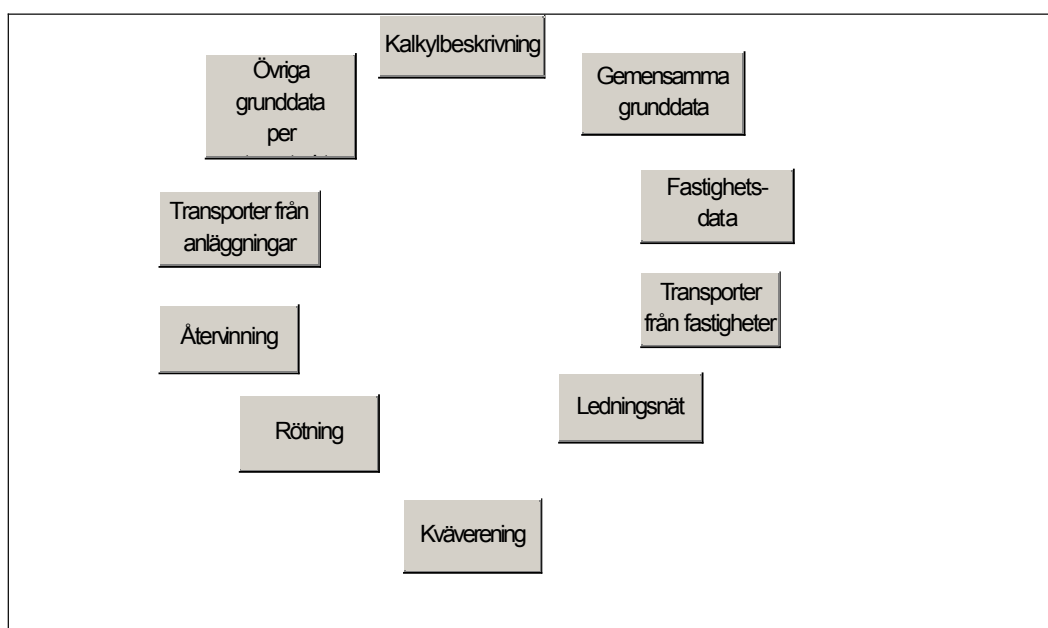 Kalkylbeskrivning
Övriga
grunddata
per
Gemensamma
grunddata
Fastighets-
data
Transporter från
anläggningar
Transporter
från fastigheter
Återvinning
Ledningsnät
Rötning
Kväverening